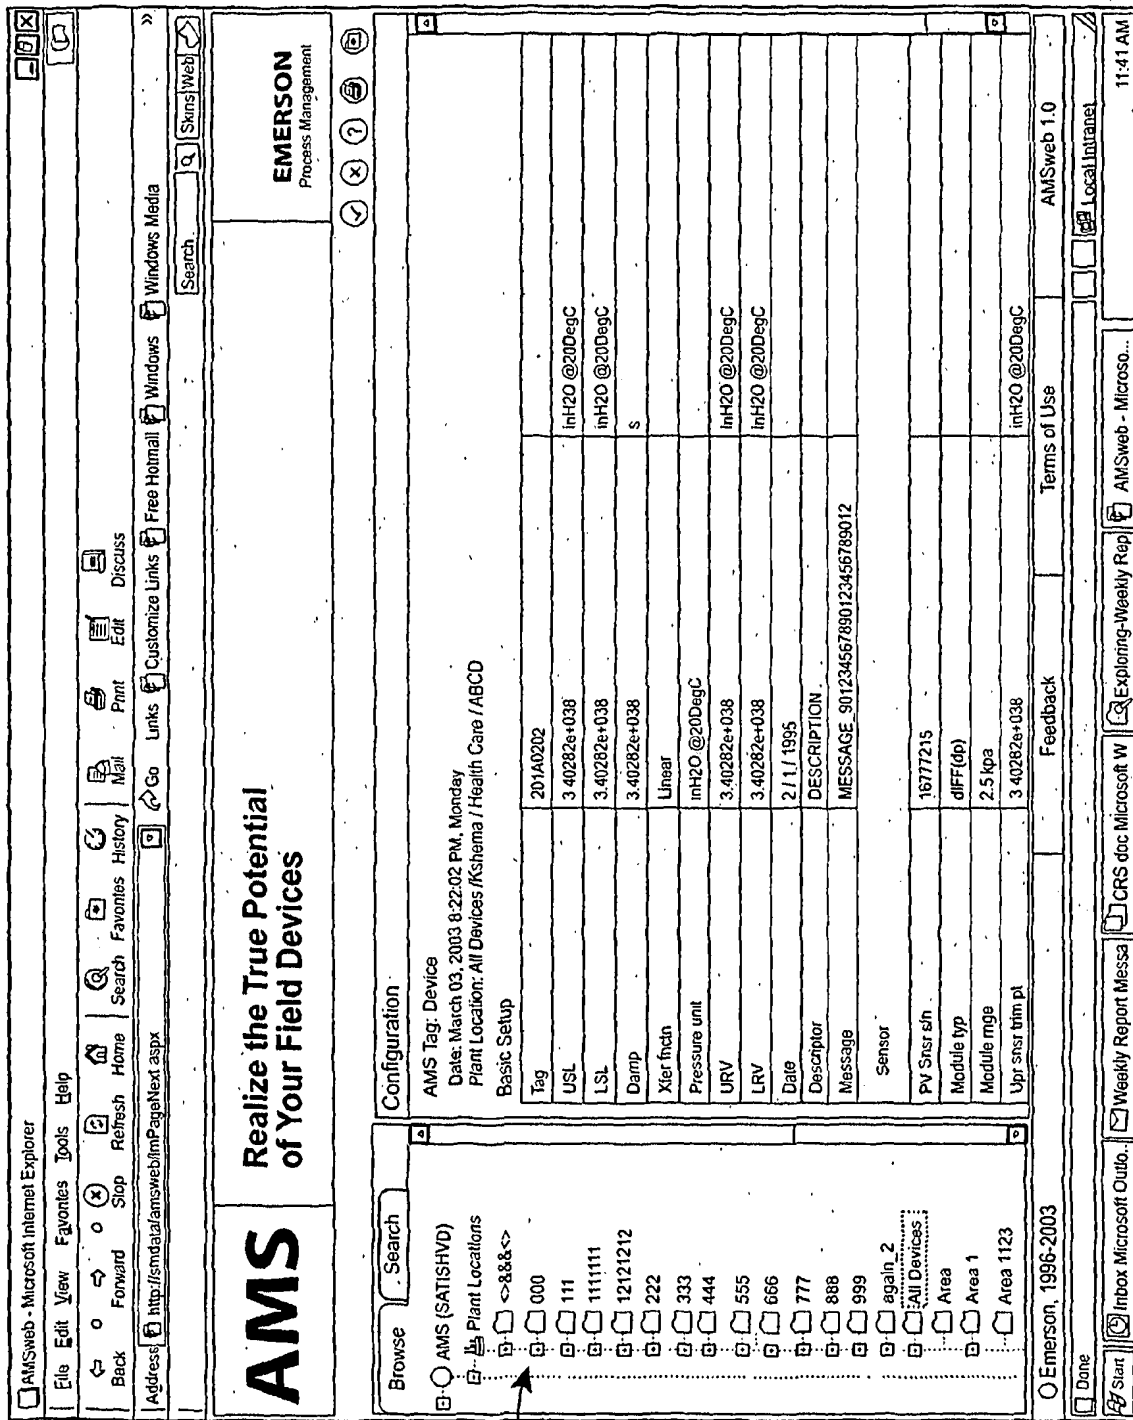 AMSweb - Microsoft Internet Explorer
File Edit View Favorites Tools Help
Back Forward Stop Refresh Home Search Favorites History Mail Print Edit Discuss
Address http://smdata/amsweb/ImPageNext aspx Go Links Customize Links Free Hotmail Windows Windows Media »
Search Skins Web
AMS
Realize the True Potential
of Your Field Devices
EMERSON
Process Management
Browse Search
AMS (SATISHVD)
Plant Locations
<>&&&<>
000
111
1111111
12121212
222
333
444
555
666
777
888
999
again_2
All Devices
Area
Area 1
Area 1123
Configuration
AMS Tag: Device
Date: March 03, 2003 8:22:02 PM, Monday
Plant Location: All Devices /Kshema / Health Care / ABCD
Basic Setup
Tag 201A0202
USL 3 40282e+038 inH2O @20DegC
LSL 3.40282e+038 inH2O @20DegC
Damp 3.40282e+038 s
Xfer fnctn Linear
Pressure unit inH2O @20DegC
URV 3.40282e+038 inH2O @20DegC
LRV 3.40282e+038 inH2O @20DegC
Date 2 / 1 / 1995
Descriptor DESCRIPTION
Message MESSAGE_90123456789012345678​9012
Sensor
PV Snsr s/n 16777215
Module typ dIFF(dp)
Module rnge 2.5 kpa
Upr snsr trim pt 3 40282e+038 inH2O @20DegC
Emerson, 1996-2003 Feedback Terms of Use AMSweb 1.0
Done Local Intranet
Start Inbox Microsoft Outlo.. Weekly Report Messa CRS doc Microsoft W Exploring-Weekly Rep AMSweb - Microso... 11:41 AM